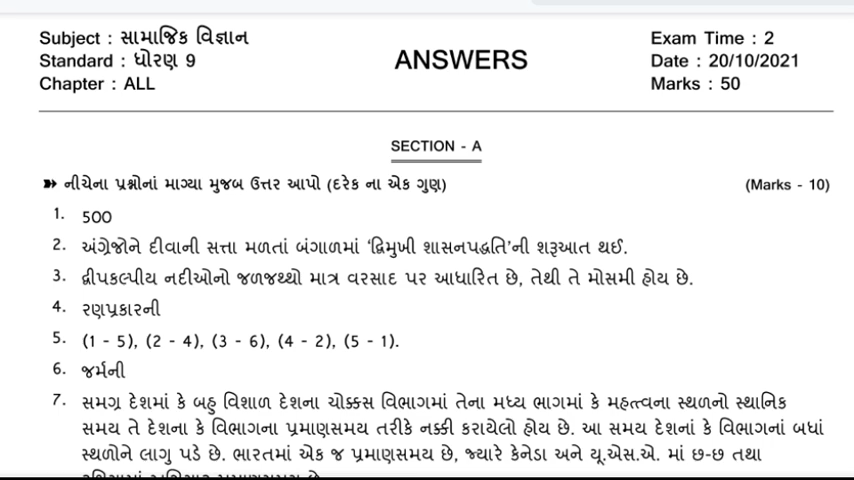 Subject : સામાજિક વિજ્ઞાન
Standard : ધોરણ 9
Chapter : ALL
ANSWERS
Exam Time : 2
Date : 20/10/2021
Marks : 50
SECTION - A
નીચેના પ્રશ્નોનાં માગ્યા મુજબ ઉત્તર આપો (દરેક ના એક ગુણ) (Marks - 10)
1. 500
2. અંગ્રેજોને દીવાની સત્તા મળતાં બંગાળમાં ‘દ્વિમુખી શાસનપદ્ધતિ’ની શરૂઆત થઈ.
3. દ્વીપકલ્પીય નદીઓનો જળજથ્થો માત્ર વરસાદ પર આધારિત છે, તેથી તે મોસમી હોય છે.
4. રણપ્રકારની
5. (1 - 5), (2 - 4), (3 - 6), (4 - 2), (5 - 1).
6. જર્મની
7. સમગ્ર દેશમાં કે બહુ વિશાળ દેશના ચોક્કસ વિભાગમાં તેના મધ્ય ભાગમાં કે મહત્ત્વના સ્થળનો સ્થાનિક
સમય તે દેશના કે વિભાગના પ્રમાણસમય તરીકે નક્કી કરાયેલો હોય છે. આ સમય દેશનાં કે વિભાગનાં બધાં
સ્થળોને લાગુ પડે છે. ભારતમાં એક જ પ્રમાણસમય છે, જ્યારે કેનેડા અને યૂ.એસ.એ. માં છ-છ તથા